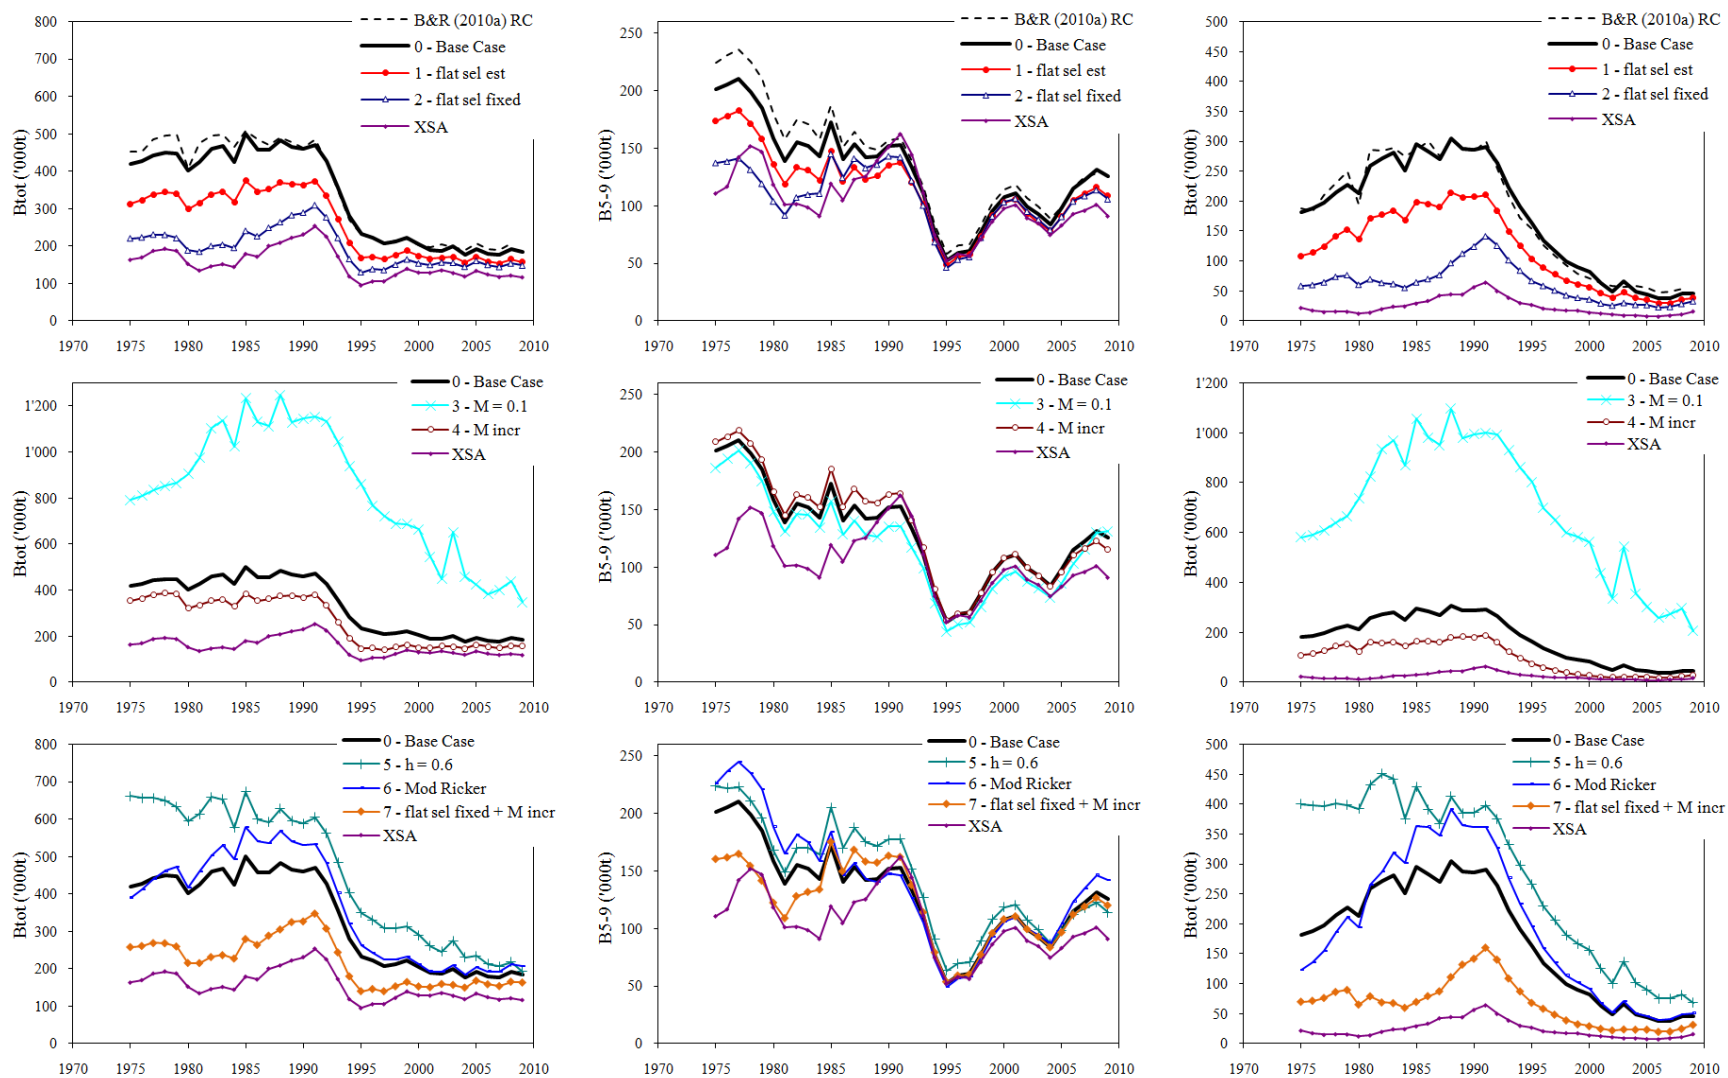 800
700
600
500
400
300
200
100
0
Btot ('000t)
1970 1975 1980 1985 1990 1995 2000 2005 2010
B&R (2010a) RC
0 - Base Case
1 - flat sel est
2 - flat sel fixed
XSA
250
200
150
100
50
0
B5-9 ('000t)
1970 1975 1980 1985 1990 1995 2000 2005 2010
B&R (2010a) RC
0 - Base Case
1 - flat sel est
2 - flat sel fixed
XSA
500
450
400
350
300
250
200
150
100
50
0
Btot ('000t)
1970 1975 1980 1985 1990 1995 2000 2005 2010
B&R (2010a) RC
0 - Base Case
1 - flat sel est
2 - flat sel fixed
XSA
1'200
1'000
800
600
400
200
0
Btot ('000t)
1970 1975 1980 1985 1990 1995 2000 2005 2010
0 - Base Case
3 - M = 0.1
4 - M incr
XSA
250
200
150
100
50
0
B5-9 ('000t)
1970 1975 1980 1985 1990 1995 2000 2005 2010
0 - Base Case
3 - M = 0.1
4 - M incr
XSA
1'200
1'000
800
600
400
200
0
Btot ('000t)
1970 1975 1980 1985 1990 1995 2000 2005 2010
0 - Base Case
3 - M = 0.1
4 - M incr
XSA
800
700
600
500
400
300
200
100
0
Btot ('000t)
1970 1975 1980 1985 1990 1995 2000 2005 2010
0 - Base Case
5 - h = 0.6
6 - Mod Ricker
7 - flat sel fixed + M incr
XSA
250
200
150
100
50
0
B5-9 ('000t)
1970 1975 1980 1985 1990 1995 2000 2005 2010
0 - Base Case
5 - h = 0.6
6 - Mod Ricker
7 - flat sel fixed + M incr
XSA
500
450
400
350
300
250
200
150
100
50
0
Btot ('000t)
1970 1975 1980 1985 1990 1995 2000 2005 2010
0 - Base Case
5 - h = 0.6
6 - Mod Ricker
7 - flat sel fixed + M incr
XSA